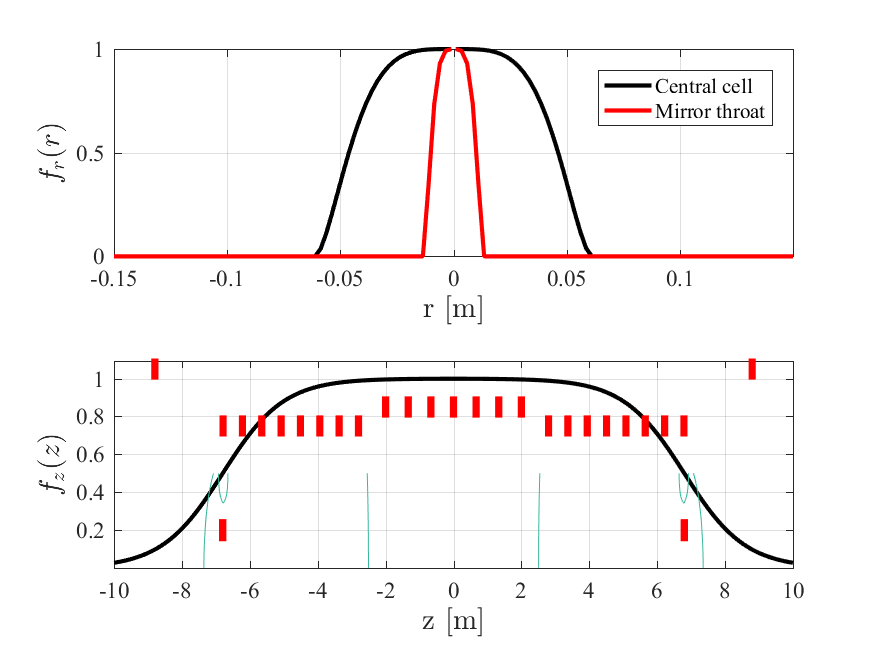 1
0.5
0
f_r(r)
Central cell
Mirror throat
-0.15 -0.1 -0.05 0 0.05 0.1
r [m]
1
0.8
0.6
0.4
0.2
f_z(z)
-10 -8 -6 -4 -2 0 2 4 6 8 10
z [m]